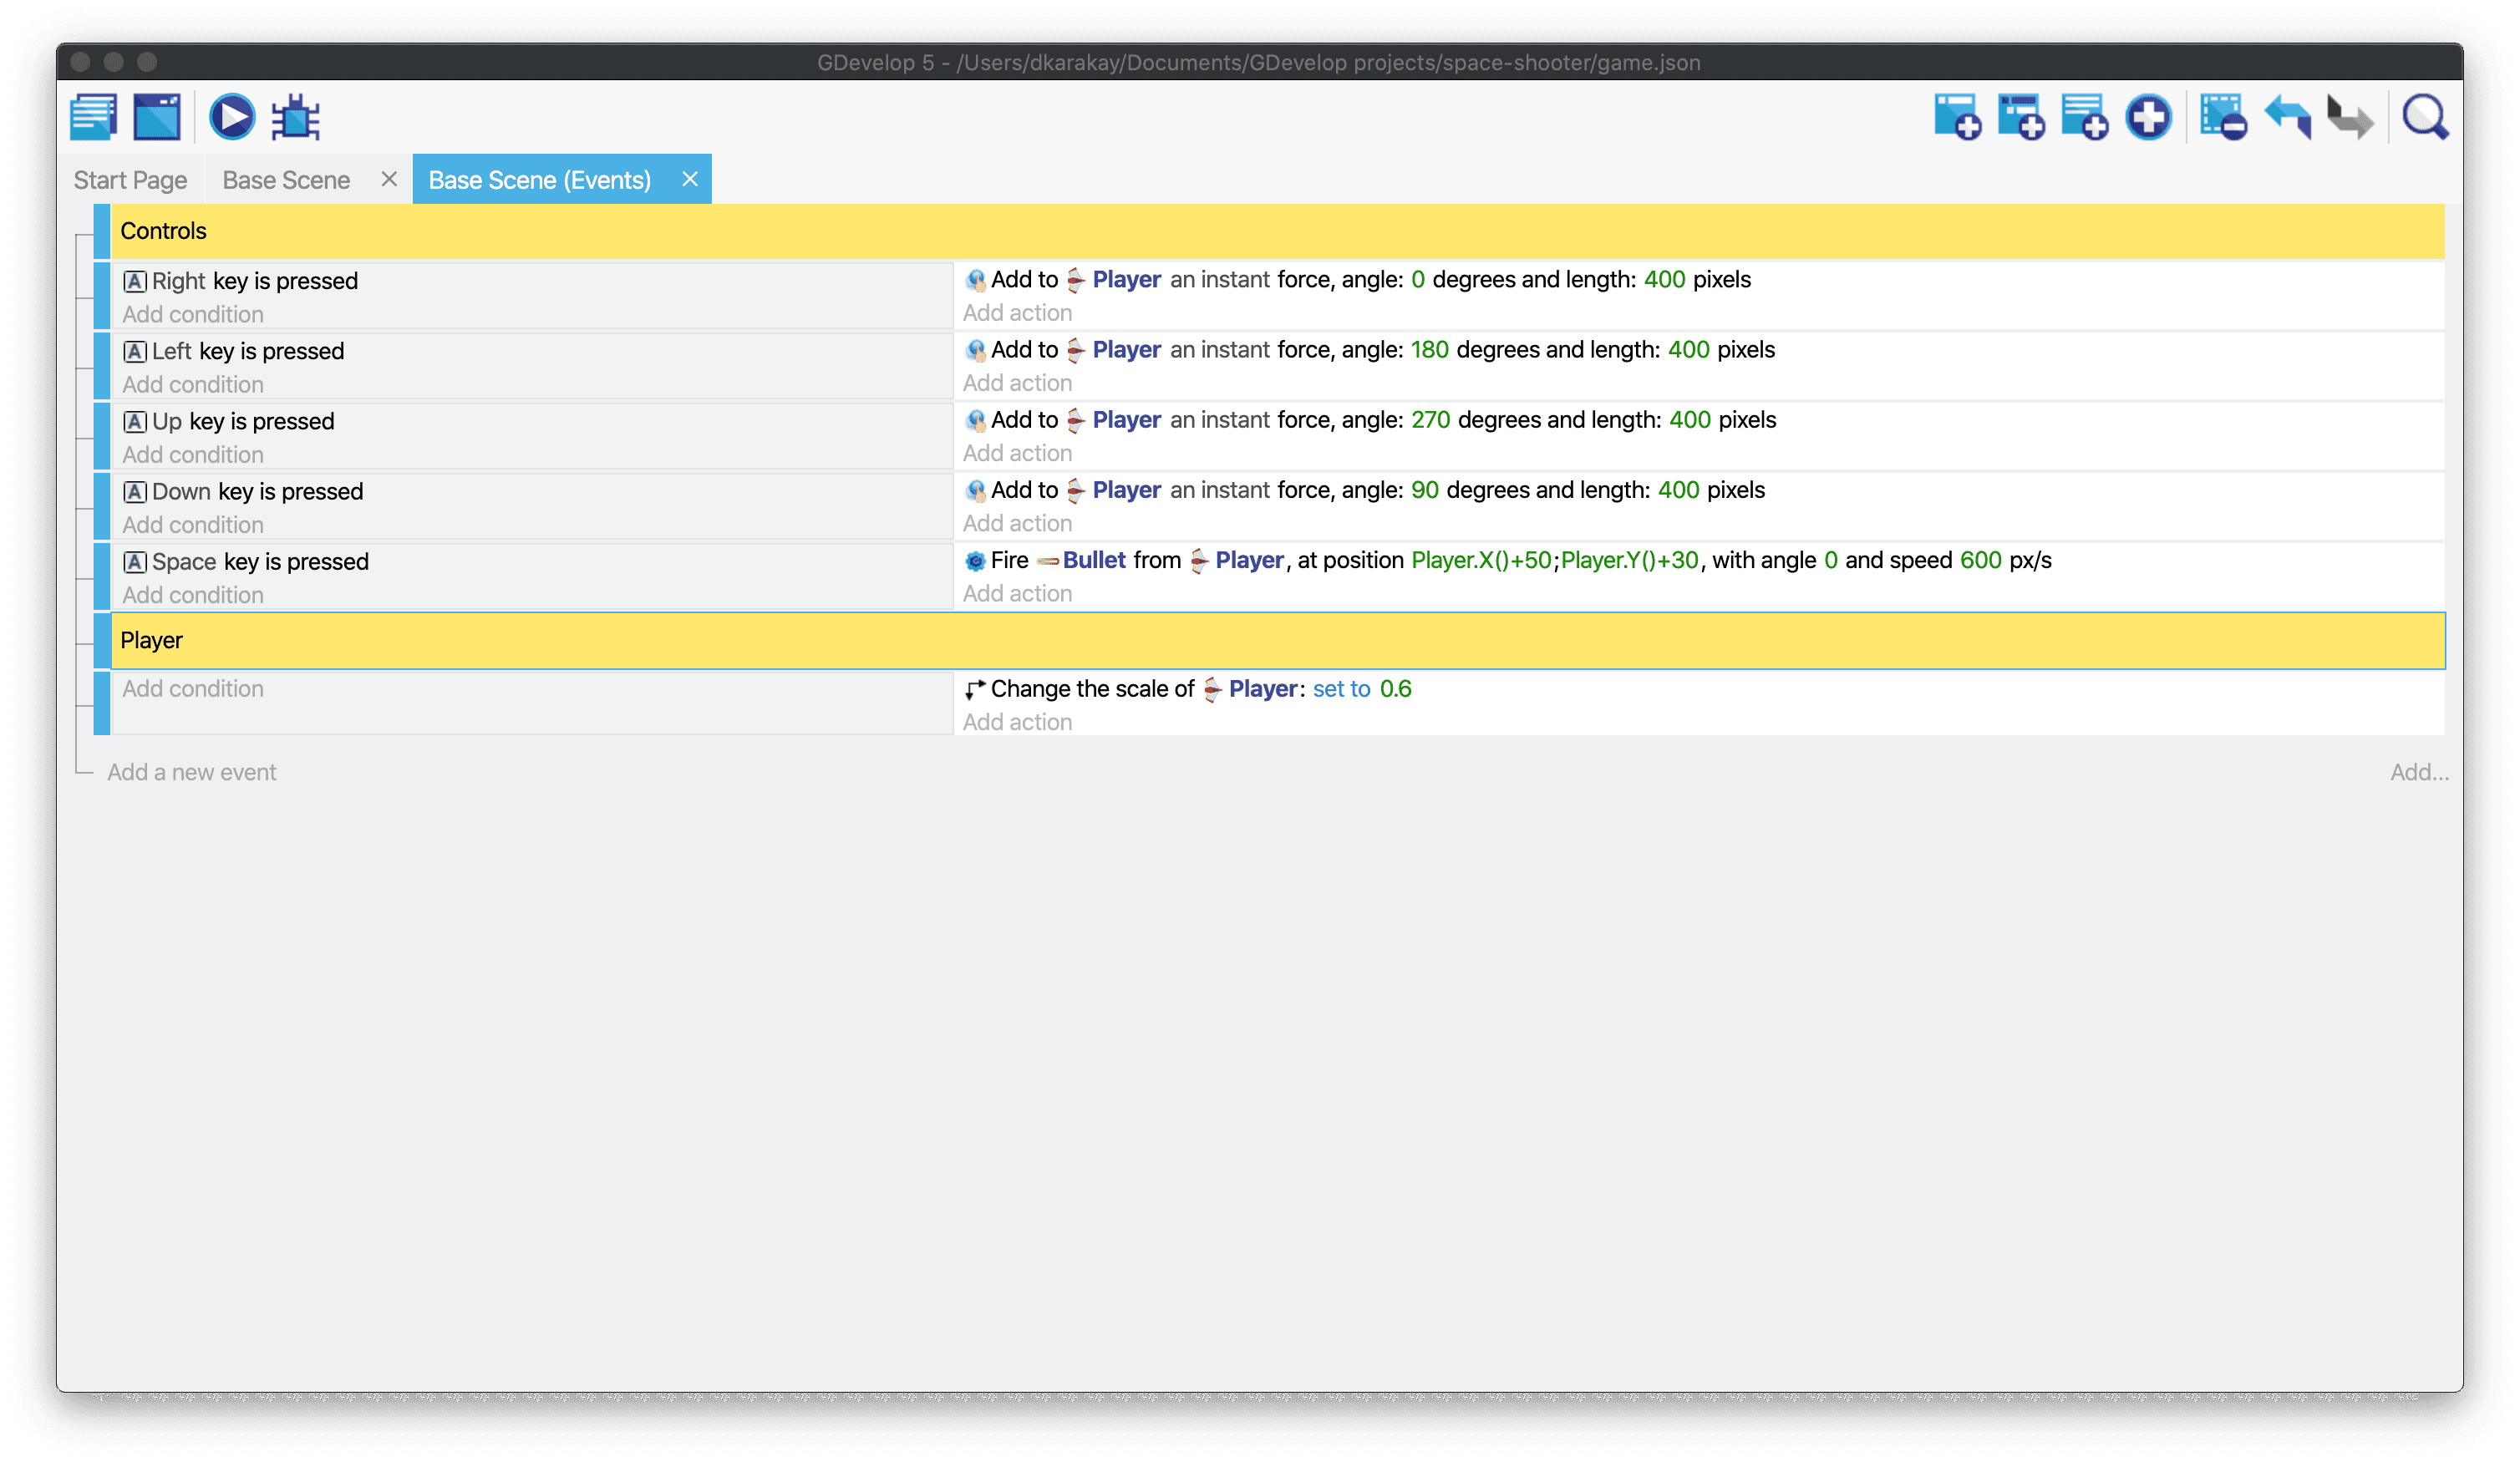 GDevelop 5 - /Users/dkarakay/Documents/GDevelop projects/space-shooter/game.json
Start Page Base Scene Base Scene (Events)
Controls
Right key is pressed Add to Player an instant force, angle: 0 degrees and length: 400 pixels
Add condition Add action
Left key is pressed Add to Player an instant force, angle: 180 degrees and length: 400 pixels
Add condition Add action
Up key is pressed Add to Player an instant force, angle: 270 degrees and length: 400 pixels
Add condition Add action
Down key is pressed Add to Player an instant force, angle: 90 degrees and length: 400 pixels
Add condition Add action
Space key is pressed Fire Bullet from Player, at position Player.X()+50;Player.Y()+30, with angle 0 and speed 600 px/s
Add condition Add action
Player
Add condition Change the scale of Player: set to 0.6
Add action
Add a new event Add...